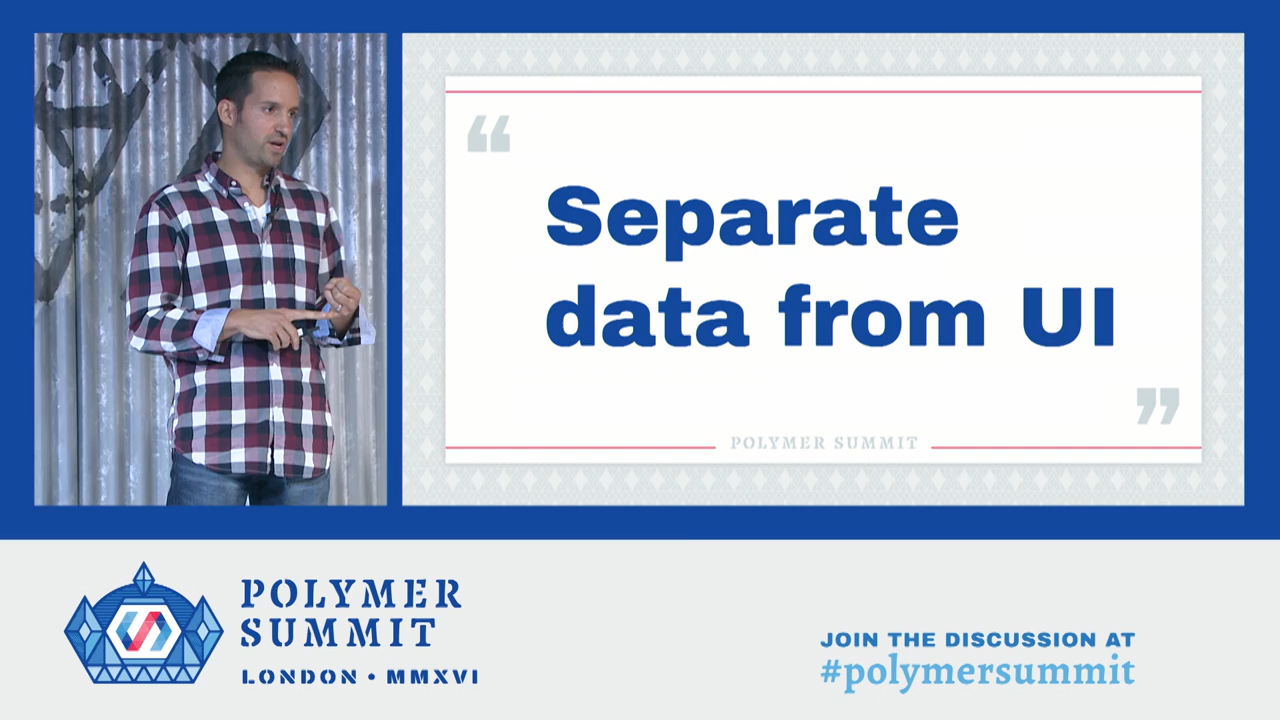 “
Separate
data from UI
”
POLYMER SUMMIT
POLYMER
SUMMIT
LONDON • MMXVI
JOIN THE DISCUSSION AT
#polymersummit